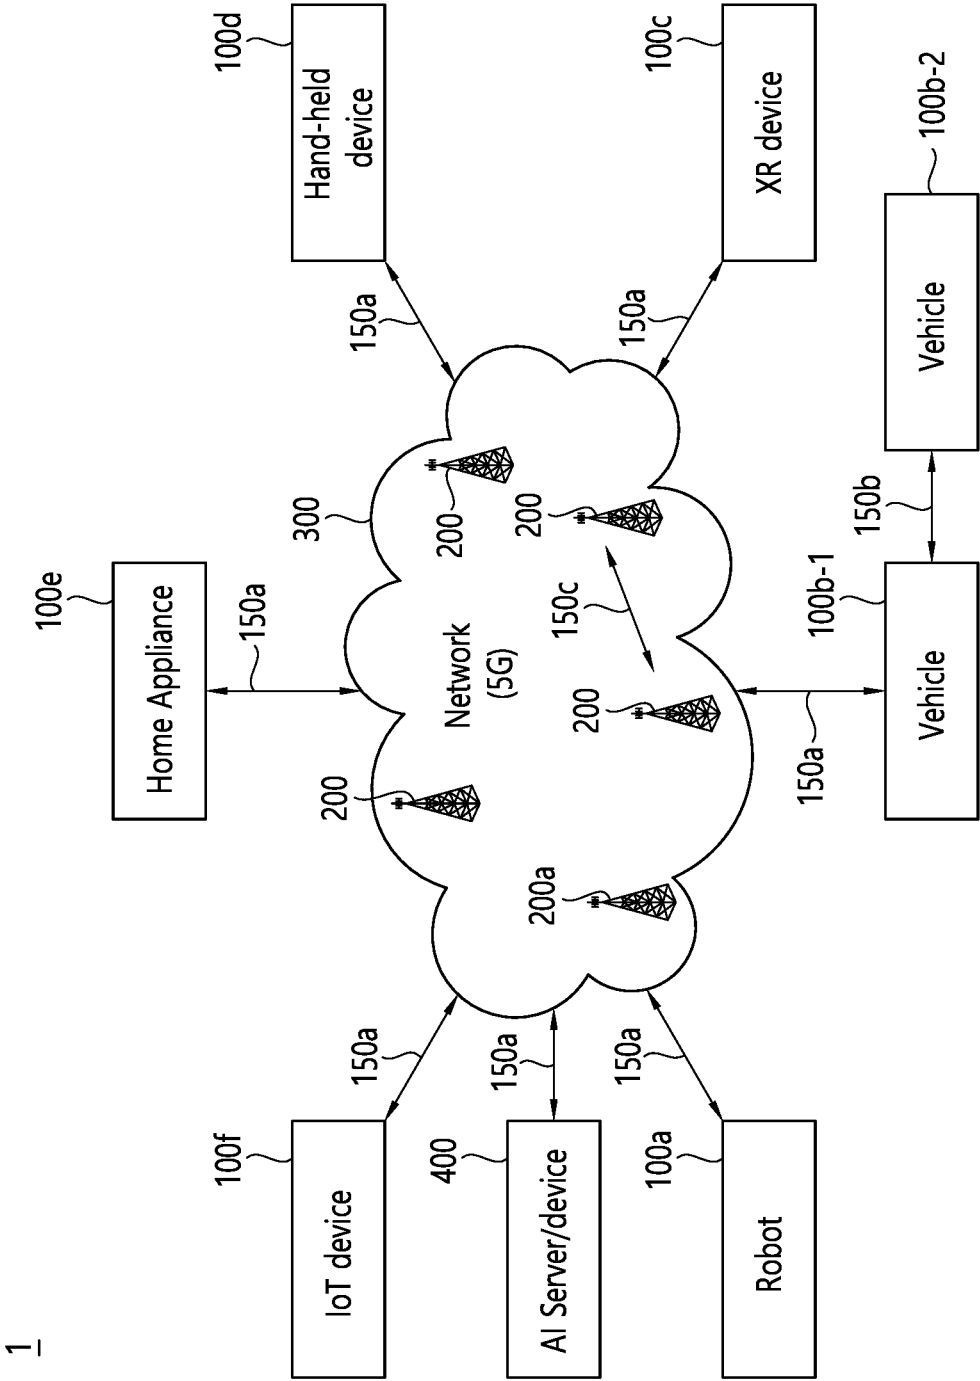 1
100f
IoT device
150a
400
AI Server/device
150a
100a
Robot
150a
100e
Home Appliance
150a
300
Network
(5G)
200
200
200
200
200a
150c
100d
Hand-held
device
150a
100c
XR device
150a
150a
100b-1
Vehicle
150b
100b-2
Vehicle